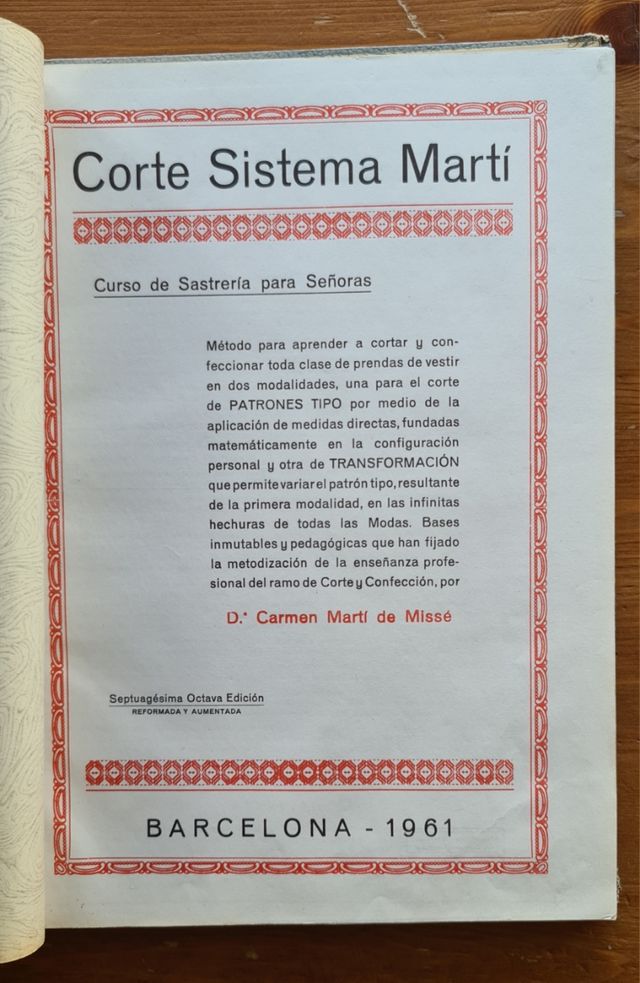 Corte Sistema Martí
Curso de Sastrería para Señoras
Método para aprender a cortar y con-
feccionar toda clase de prendas de vestir
en dos modalidades, una para el corte
de PATRONES TIPO por medio de la
aplicación de medidas directas, fundadas
matemáticamente en la configuración
personal y otra de TRANSFORMACIÓN
que permite variar el patrón tipo, resultante
de la primera modalidad, en las infinitas
hechuras de todas las Modas. Bases
inmutables y pedagógicas que han fijado
la metodización de la enseñanza profe-
sional del ramo de Corte y Confección, por
D.ª Carmen Martí de Missé
Septuagésima Octava Edición
REFORMADA Y AUMENTADA
BARCELONA - 1961